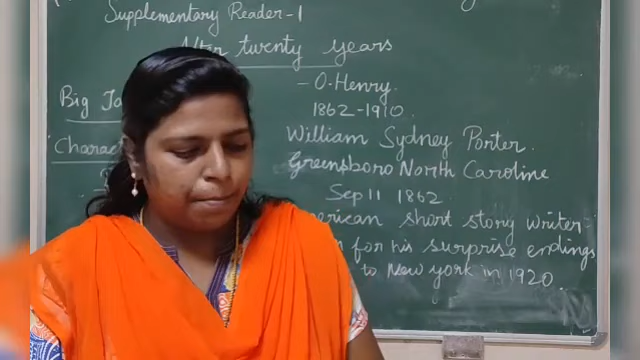 Supplementary Reader-1
After twenty years
- O.Henry.
1862-1910.
Big
William Sydney Porter.
Greensboro North Caroline
Sep 11 1862
short story writer
for his surprise endings
to New york in 1920.